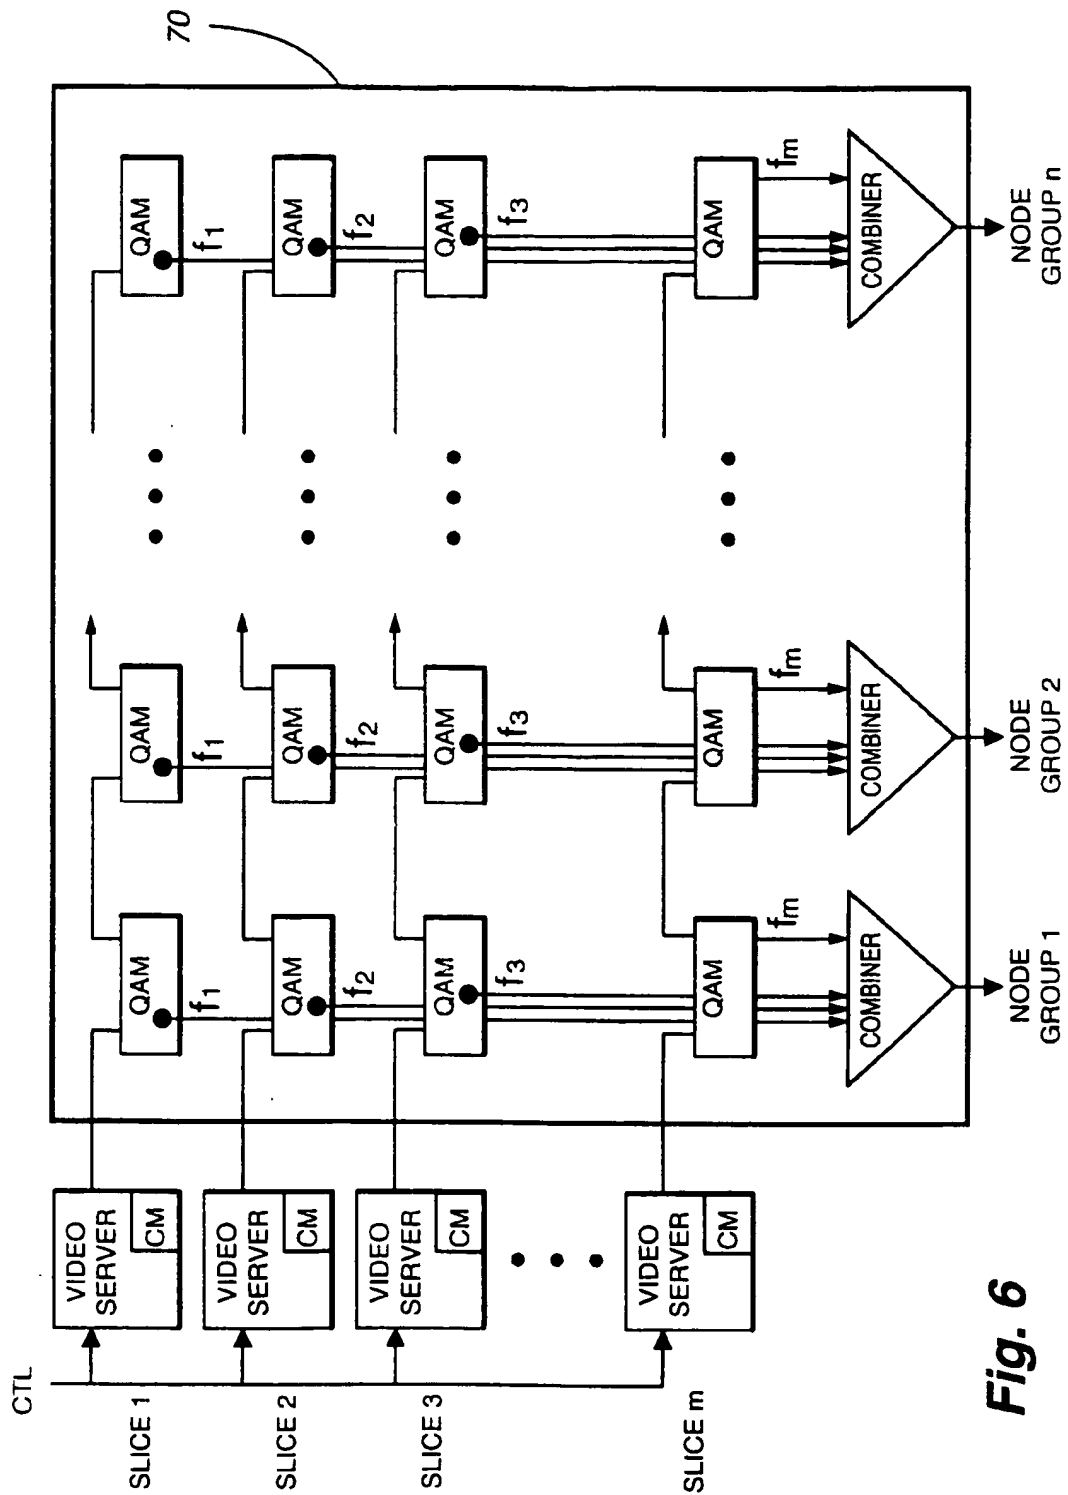 70
CTL
SLICE 1
VIDEO
SERVER
CM
QAM
f1
QAM
f1
QAM
f1
SLICE 2
VIDEO
SERVER
CM
QAM
f2
QAM
f2
QAM
f2
SLICE 3
VIDEO
SERVER
CM
QAM
f3
QAM
f3
QAM
f3
SLICE m
VIDEO
SERVER
CM
QAM
fm
QAM
fm
QAM
fm
COMBINER
COMBINER
COMBINER
NODE
GROUP 1
NODE
GROUP 2
NODE
GROUP n
Fig. 6